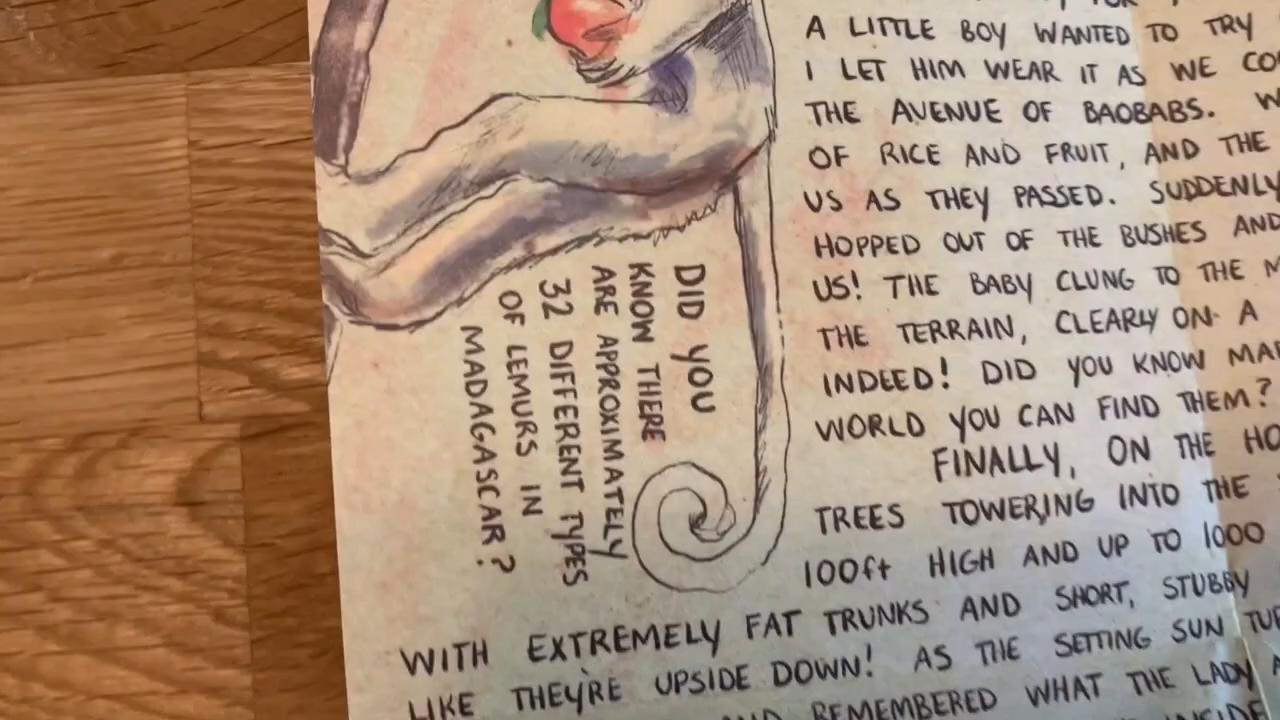 A LITTLE BOY WANTED TO TRY
I LET HIM WEAR IT AS WE
THE AVENUE OF BAOBABS.
OF RICE AND FRUIT, AND THE
US AS THEY PASSED. SUDDENLY
HOPPED OUT OF THE BUSHES AND
US! THE BABY CLUNG TO THE
THE TERRAIN, CLEARLY ON A
INDEED! DID YOU KNOW
WORLD YOU CAN FIND THEM?
FINALLY, ON THE
TREES TOWERING INTO THE
100ft HIGH AND UP TO 1000
WITH EXTREMELY FAT TRUNKS AND SHORT, STUBBY
LIKE THEY'RE UPSIDE DOWN! AS THE SETTING SUN
AND REMEMBERED WHAT THE LADY
INSIDE
DID YOU
KNOW THERE
ARE APPROXIMATELY
32 DIFFERENT TYPES
OF LEMURS IN
MADAGASCAR?